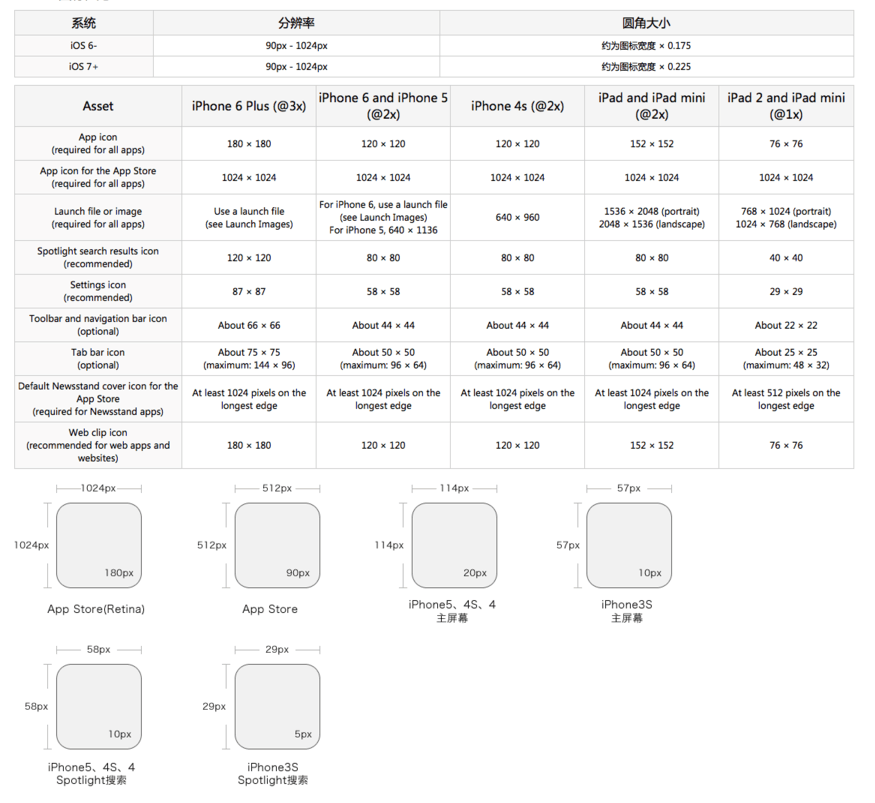 系统 分辨率 圆角大小
iOS 6- 90px - 1024px 约为图标宽度 × 0.175
iOS 7+ 90px - 1024px 约为图标宽度 × 0.225
Asset iPhone 6 Plus (@3x) iPhone 6 and iPhone 5 (@2x) iPhone 4s (@2x) iPad and iPad mini (@2x) iPad 2 and iPad mini (@1x)
App icon (required for all apps) 180 × 180 120 × 120 120 × 120 152 × 152 76 × 76
App icon for the App Store (required for all apps) 1024 × 1024 1024 × 1024 1024 × 1024 1024 × 1024 1024 × 1024
Launch file or image (required for all apps) Use a launch file (see Launch Images) For iPhone 6, use a launch file (see Launch Images) For iPhone 5, 640 × 1136 640 × 960 1536 × 2048 (portrait) 2048 × 1536 (landscape) 768 × 1024 (portrait) 1024 × 768 (landscape)
Spotlight search results icon (recommended) 120 × 120 80 × 80 80 × 80 80 × 80 40 × 40
Settings icon (recommended) 87 × 87 58 × 58 58 × 58 58 × 58 29 × 29
Toolbar and navigation bar icon (optional) About 66 × 66 About 44 × 44 About 44 × 44 About 44 × 44 About 22 × 22
Tab bar icon (optional) About 75 × 75 (maximum: 144 × 96) About 50 × 50 (maximum: 96 × 64) About 50 × 50 (maximum: 96 × 64) About 50 × 50 (maximum: 96 × 64) About 25 × 25 (maximum: 48 × 32)
Default Newsstand cover icon for the App Store (required for Newsstand apps) At least 1024 pixels on the longest edge At least 1024 pixels on the longest edge At least 1024 pixels on the longest edge At least 1024 pixels on the longest edge At least 512 pixels on the longest edge
Web clip icon (recommended for web apps and websites) 180 × 180 120 × 120 120 × 120 152 × 152 76 × 76
1024px 512px 114px 57px
1024px 512px 114px 57px
180px 90px 20px 10px
App Store(Retina) App Store iPhone5、4S、4 iPhone3S
主屏幕 主屏幕
58px 29px
58px 29px
10px 5px
iPhone5、4S、4 iPhone3S
Spotlight搜索 Spotlight搜索